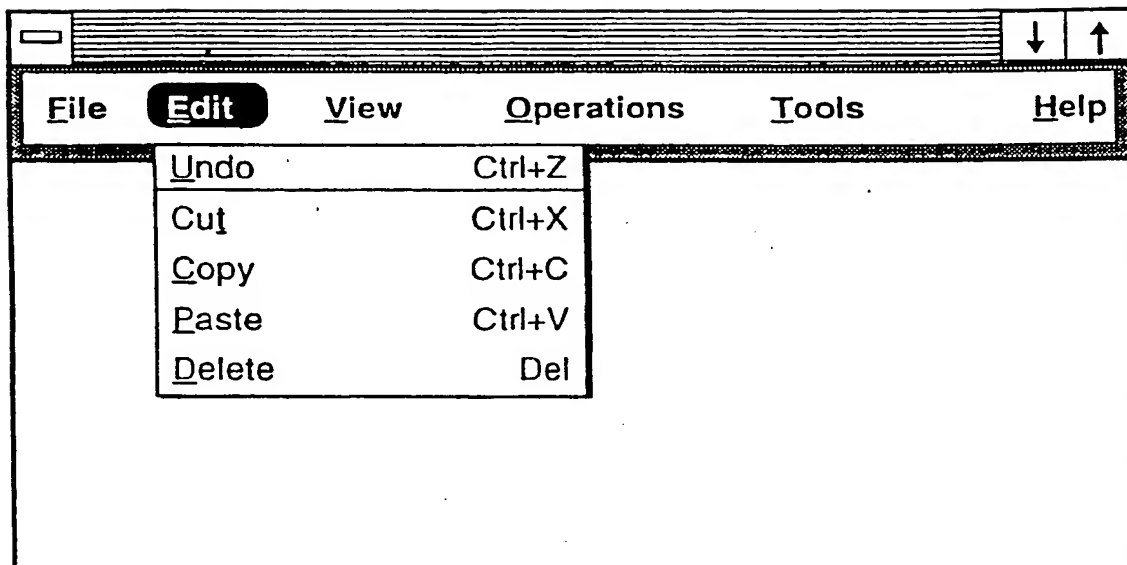 File Edit View Operations Tools Help
Undo Ctrl+Z
Cut Ctrl+X
Copy Ctrl+C
Paste Ctrl+V
Delete Del